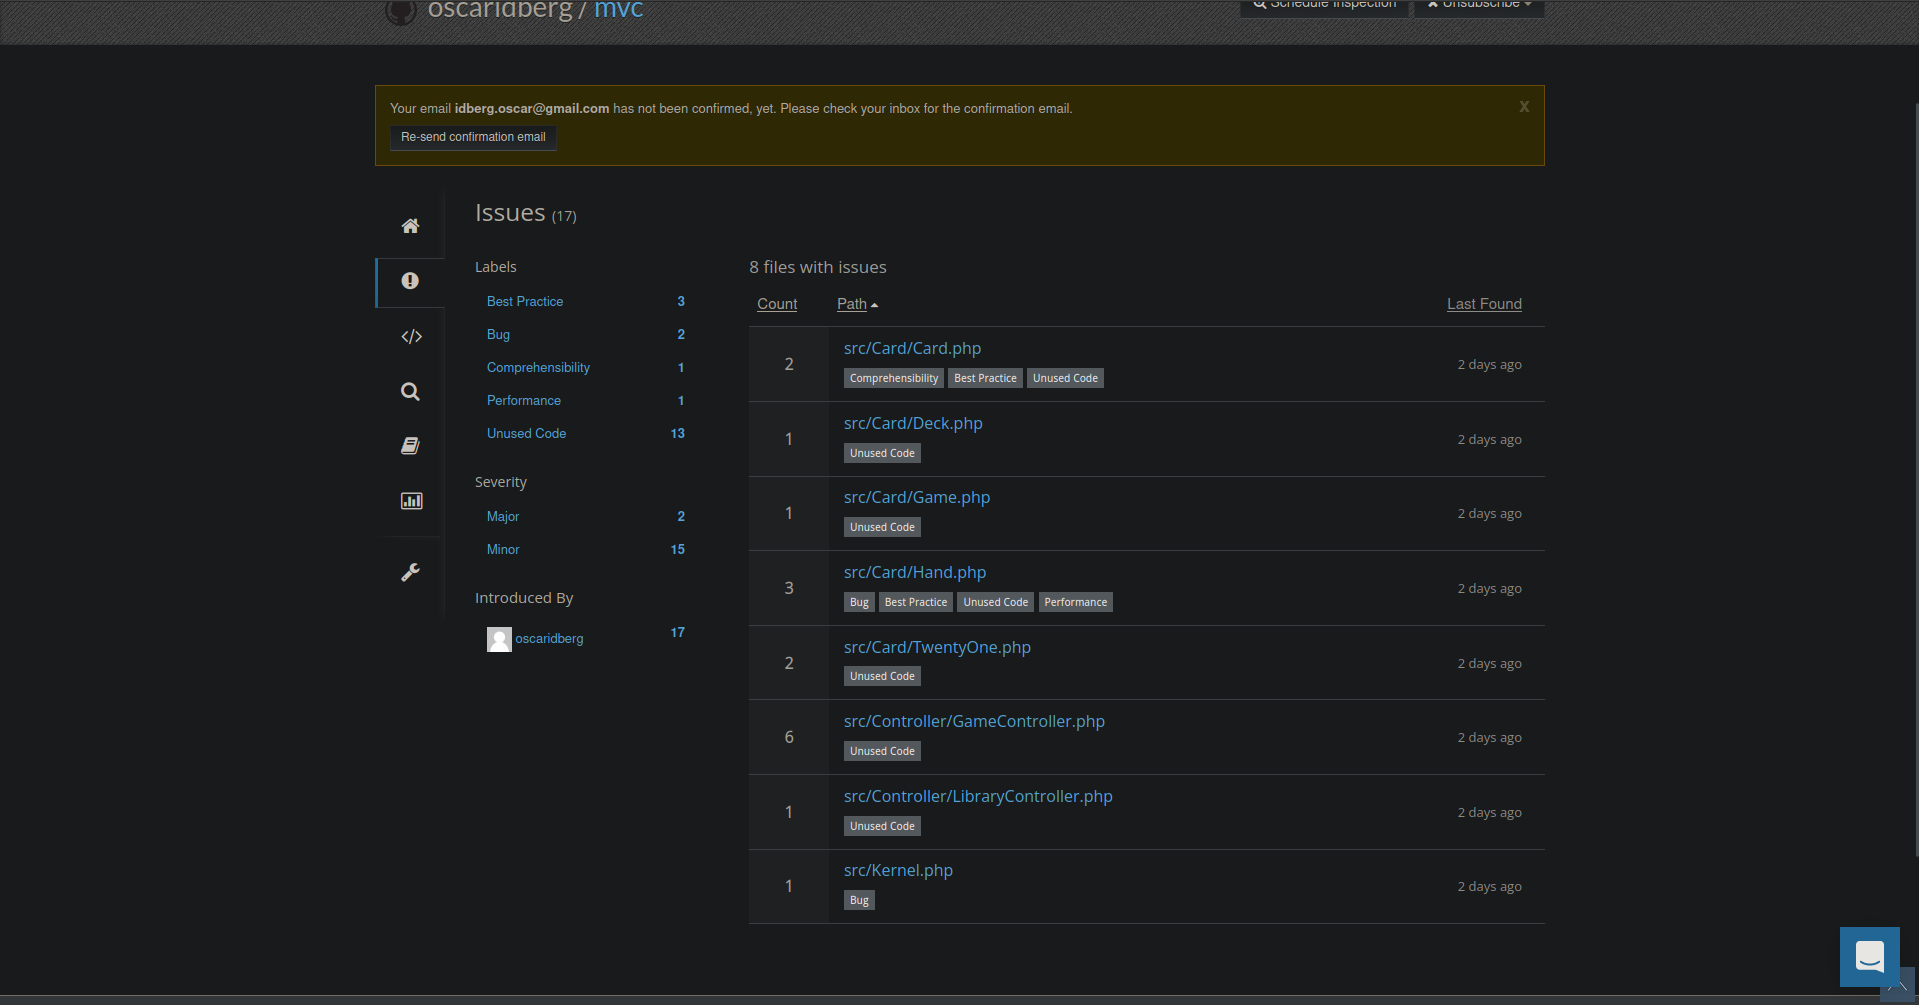 oscaridberg / mvc
Schedule Inspection
Unsubscribe
Your email idberg.oscar@gmail.com has not been confirmed, yet. Please check your inbox for the confirmation email.
x
Re-send confirmation email
Issues (17)
Labels
Best Practice 3
Bug 2
Comprehensibility 1
Performance 1
Unused Code 13
Severity
Major 2
Minor 15
Introduced By
oscaridberg 17
8 files with issues
Count Path Last Found
2 src/Card/Card.php 2 days ago
Comprehensibility Best Practice Unused Code
1 src/Card/Deck.php 2 days ago
Unused Code
1 src/Card/Game.php 2 days ago
Unused Code
3 src/Card/Hand.php 2 days ago
Bug Best Practice Unused Code Performance
2 src/Card/TwentyOne.php 2 days ago
Unused Code
6 src/Controller/GameController.php 2 days ago
Unused Code
1 src/Controller/LibraryController.php 2 days ago
Unused Code
1 src/Kernel.php 2 days ago
Bug